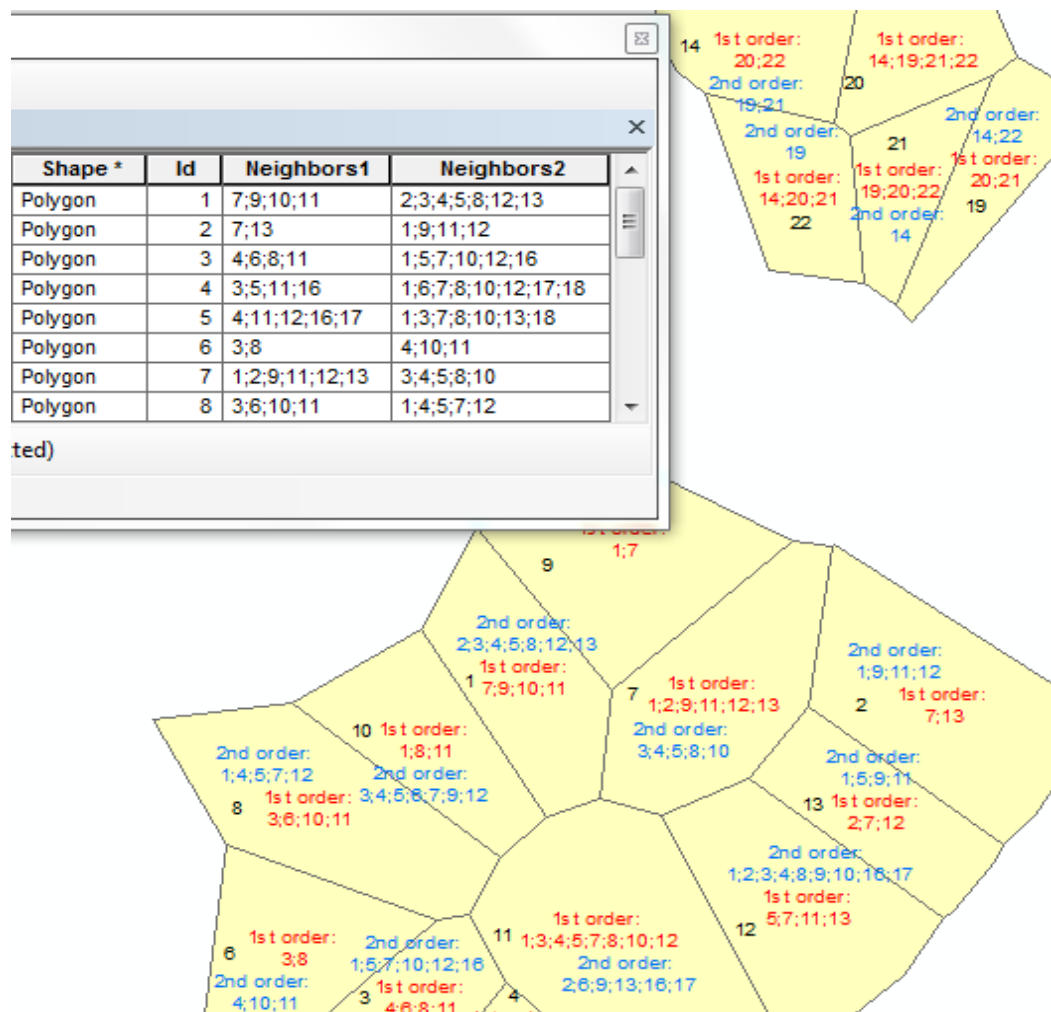 Shape * Id Neighbors1 Neighbors2
Polygon 1 7;9;10;11 2;3;4;5;8;12;13
Polygon 2 7;13 1;9;11;12
Polygon 3 4;6;8;11 1;5;7;10;12;16
Polygon 4 3;5;11;16 1;6;7;8;10;12;17;18
Polygon 5 4;11;12;16;17 1;3;7;8;10;13;18
Polygon 6 3;8 4;10;11
Polygon 7 1;2;9;11;12;13 3;4;5;8;10
Polygon 8 3;6;10;11 1;4;5;7;12
ted)
14
1st order:
20;22
2nd order:
19;21
1st order:
14;19;21;22
20
2nd order:
19
1st order:
14;20;21
22
21
1st order:
19;20;22
2nd order:
14
2nd order:
14;22
1st order:
20;21
19
1st order:
1;7
9
2nd order:
2;3;4;5;8;12;13
1st order:
1 7;9;10;11
7
1st order:
1;2;9;11;12;13
2nd order:
3;4;5;8;10
2nd order:
1;9;11;12
2
1st order:
7;13
10 1st order:
1;8;11
2nd order:
3;4;5;6;7;9;12
2nd order:
1;4;5;7;12
8
1st order:
3;6;10;11
2nd order:
1;5;9;11
13 1st order:
2;7;12
2nd order:
1;2;3;4;8;9;10;16;17
1st order:
5;7;11;13
12
1st order:
11 1;3;4;5;7;8;10;12
2nd order:
2;6;9;13;16;17
6
1st order:
3;8
2nd order:
4;10;11
2nd order:
1;5;7;10;12;16
3
1st order:
4;6;8;11
4